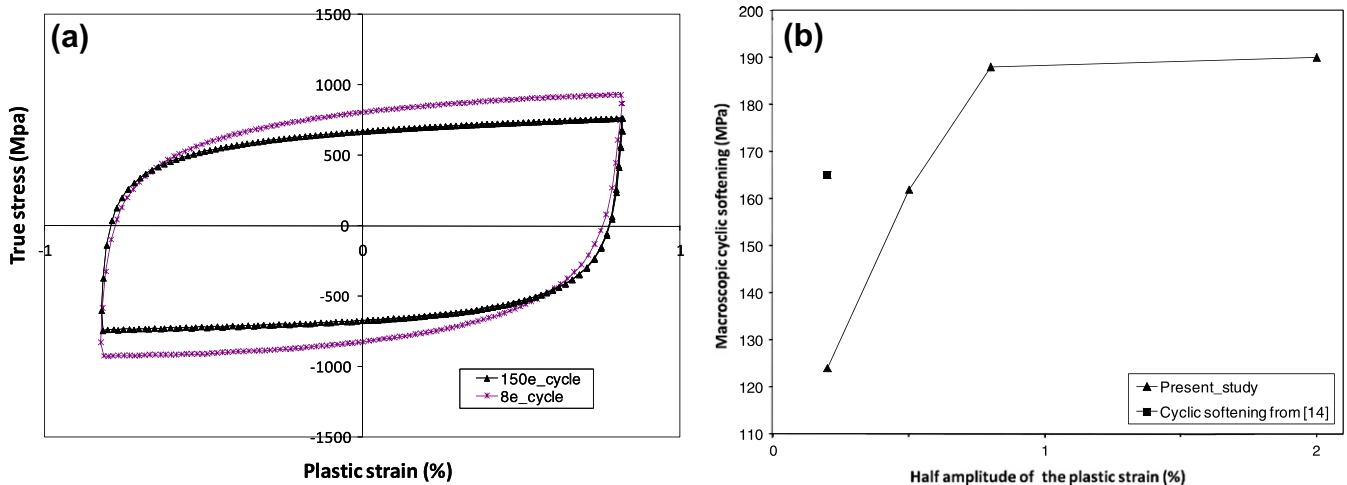 (a)
1500
1000
500
0
-500
-1000
-1500
-1
0
1
True stress (Mpa)
Plastic strain (%)
150e_cycle
8e_cycle
(b)
200
190
180
170
160
150
140
130
120
110
0
1
2
Macroscopic cyclic softening (MPa)
Half amplitude of the plastic strain (%)
Present_study
Cyclic softening from [14]